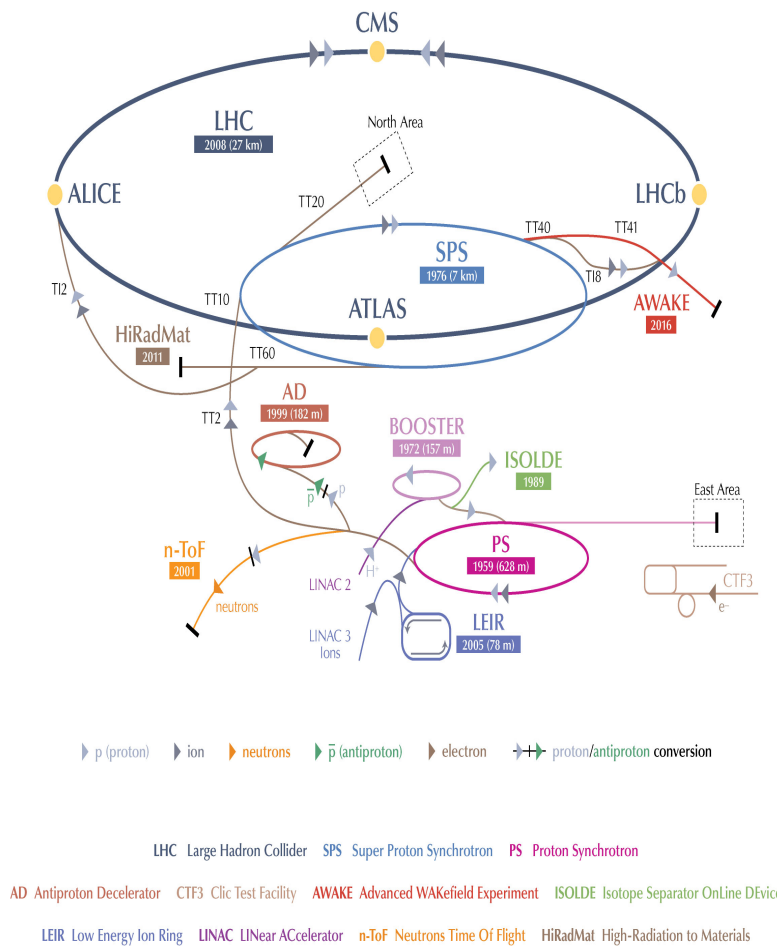 CMS
LHC
2008 (27 km)
North Area
ALICE
LHCb
TT20
TT40
TT41
SPS
1976 (7 km)
TI2
TI8
TT10
ATLAS
AWAKE
2016
HiRadMat
2011
TT60
AD
1999 (182 m)
TT2
BOOSTER
1972 (157 m)
ISOLDE
1989
p
p̅
East Area
n-ToF
2001
PS
1959 (628 m)
H⁺
LINAC 2
CTF3
e⁻
neutrons
LEIR
2005 (78 m)
LINAC 3
Ions
p (proton) ion neutrons p̅ (antiproton) electron proton/antiproton conversion
LHC Large Hadron Collider SPS Super Proton Synchrotron PS Proton Synchrotron
AD Antiproton Decelerator CTF3 Clic Test Facility AWAKE Advanced WAKefield Experiment ISOLDE Isotope Separator OnLine DEvic
LEIR Low Energy Ion Ring LINAC LINear ACcelerator n-ToF Neutrons Time Of Flight HiRadMat High-Radiation to Materials